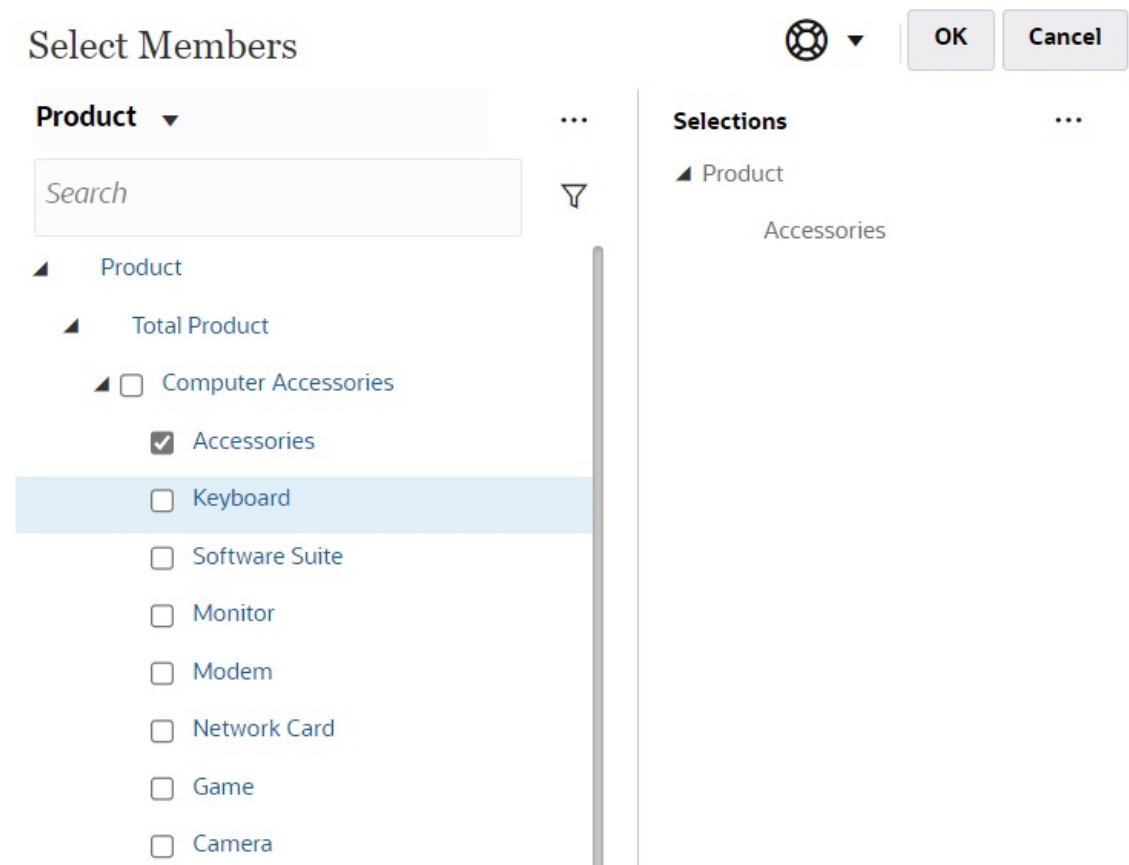 Select Members
OK
Cancel
Product
...
Search
Product
Total Product
Computer Accessories
Accessories
Keyboard
Software Suite
Monitor
Modem
Network Card
Game
Camera
Selections
...
Product
Accessories